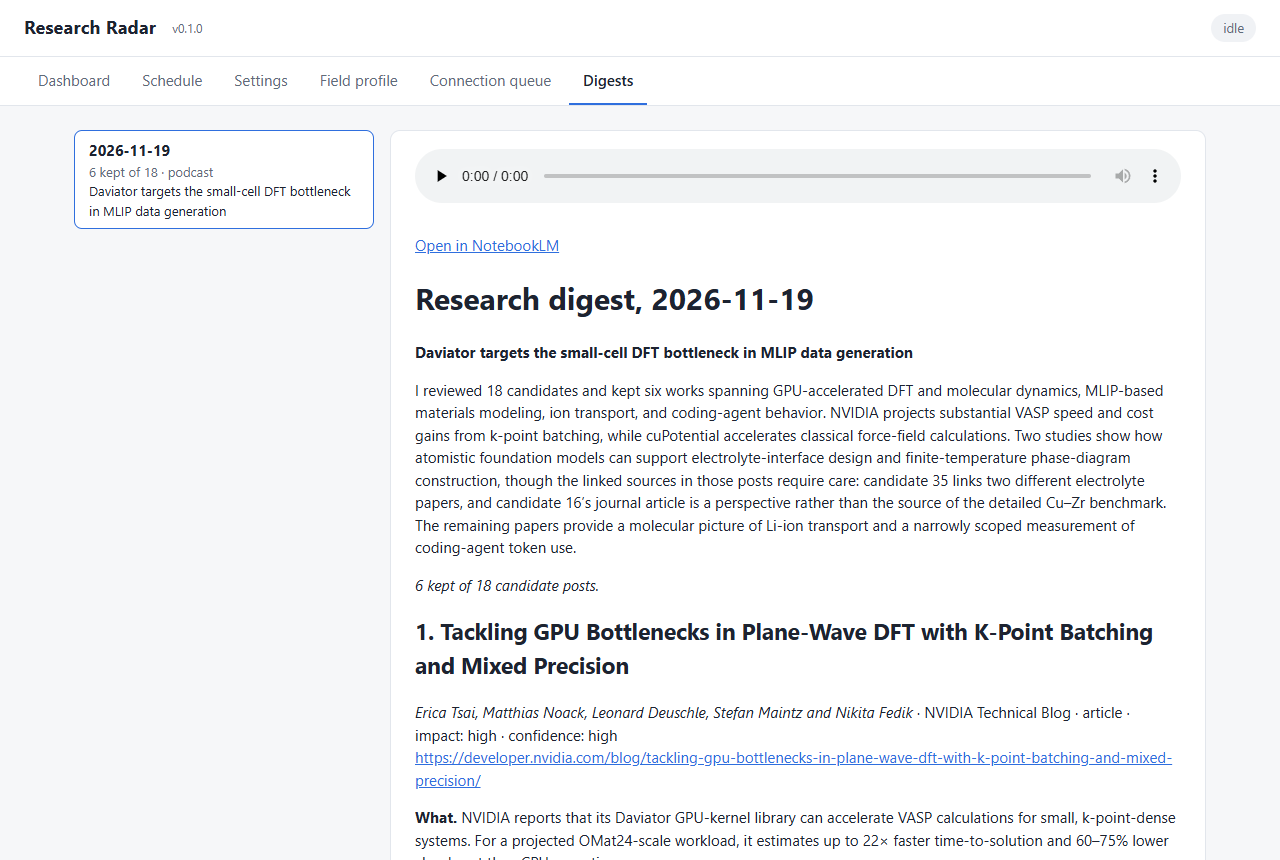 Research Radar v0.1.0 idle
Dashboard Schedule Settings Field profile Connection queue Digests
2026-11-19
6 kept of 18 · podcast
Daviator targets the small-cell DFT bottleneck
in MLIP data generation
0:00 / 0:00
Open in NotebookLM
Research digest, 2026-11-19
Daviator targets the small-cell DFT bottleneck in MLIP data generation
I reviewed 18 candidates and kept six works spanning GPU-accelerated DFT and molecular dynamics, MLIP-based
materials modeling, ion transport, and coding-agent behavior. NVIDIA projects substantial VASP speed and cost
gains from k-point batching, while cuPotential accelerates classical force-field calculations. Two studies show how
atomistic foundation models can support electrolyte-interface design and finite-temperature phase-diagram
construction, though the linked sources in those posts require care: candidate 35 links two different electrolyte
papers, and candidate 16’s journal article is a perspective rather than the source of the detailed Cu–Zr benchmark.
The remaining papers provide a molecular picture of Li-ion transport and a narrowly scoped measurement of
coding-agent token use.
6 kept of 18 candidate posts.
1. Tackling GPU Bottlenecks in Plane-Wave DFT with K-Point Batching
and Mixed Precision
Erica Tsai, Matthias Noack, Leonard Deuschle, Stefan Maintz and Nikita Fedik · NVIDIA Technical Blog · article ·
impact: high · confidence: high
https://developer.nvidia.com/blog/tackling-gpu-bottlenecks-in-plane-wave-dft-with-k-point-batching-and-mixed-
precision/
What. NVIDIA reports that its Daviator GPU-kernel library can accelerate VASP calculations for small, k-point-dense
systems. For a projected OMat24-scale workload, it estimates up to 22× faster time-to-solution and 60–75% lower